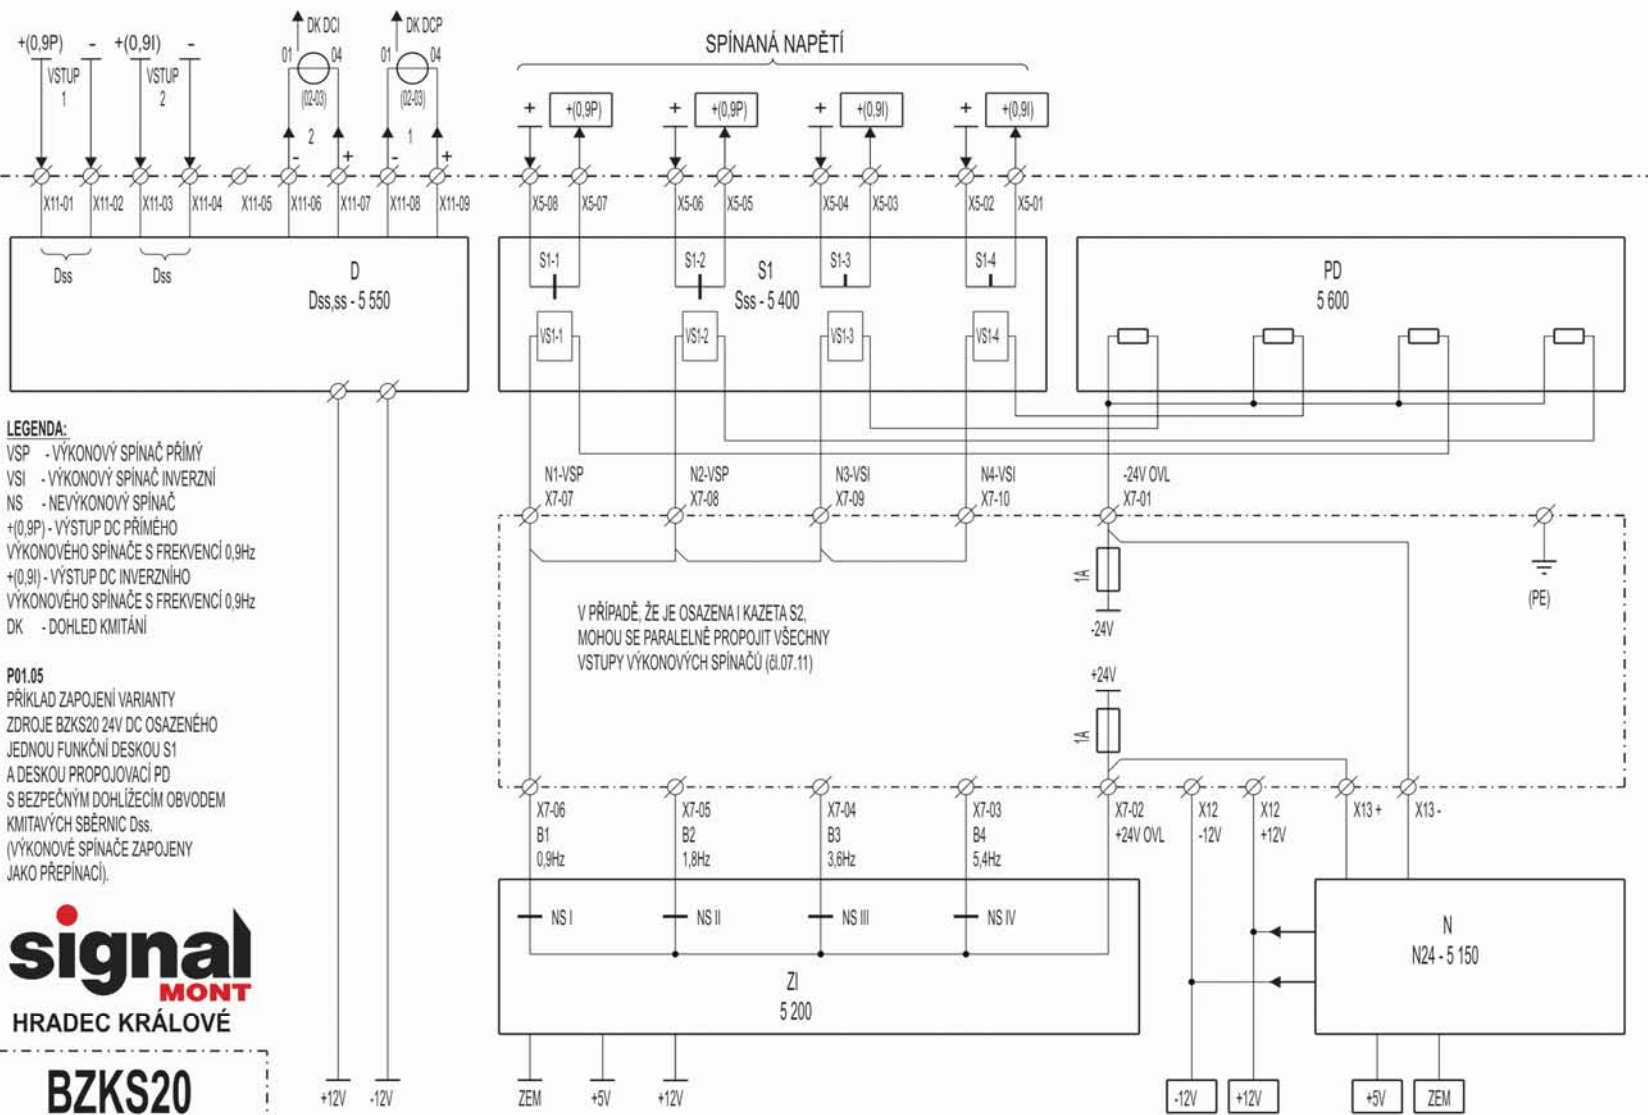 +(0,9P)
-
+(0,9I)
-
VSTUP
1
VSTUP
2
DK DCI
01
04
(02-03)
2
-
+
DK DCP
01
04
(02-03)
1
-
+
SPÍNANÁ NAPĚTÍ
+
+(0,9P)
+
+(0,9P)
+
+(0,9I)
+
+(0,9I)
X11-01
X11-02
X11-03
X11-04
X11-05
X11-06
X11-07
X11-08
X11-09
X5-08
X5-07
X5-06
X5-05
X5-04
X5-03
X5-02
X5-01
Dss
Dss
D
Dss,ss - 5 550
S1-1
S1-2
S1
Sss - 5 400
S1-3
S1-4
VS1-1
VS1-2
VS1-3
VS1-4
PD
5 600
LEGENDA:
VSP - VÝKONOVÝ SPÍNAČ PŘÍMÝ
VSI - VÝKONOVÝ SPÍNAČ INVERZNÍ
NS - NEVÝKONOVÝ SPÍNAČ
+(0,9P) - VÝSTUP DC PŘÍMÉHO
VÝKONOVÉHO SPÍNAČE S FREKVENCÍ 0,9Hz
+(0,9I) - VÝSTUP DC INVERZNÍHO
VÝKONOVÉHO SPÍNAČE S FREKVENCÍ 0,9Hz
DK - DOHLED KMITÁNÍ
N1-VSP
X7-07
N2-VSP
X7-08
N3-VSI
X7-09
N4-VSI
X7-10
-24V OVL
X7-01
1A
-24V
(PE)
V PŘÍPADĚ, ŽE JE OSAZENA I KAZETA S2,
MOHOU SE PARALELNĚ PROPOJIT VŠECHNY
VSTUPY VÝKONOVÝCH SPÍNAČŮ (čl.07.11)
+24V
1A
P01.05
PŘÍKLAD ZAPOJENÍ VARIANTY
ZDROJE BZKS20 24V DC OSAZENÉHO
JEDNOU FUNKČNÍ DESKOU S1
A DESKOU PROPOJOVACÍ PD
S BEZPEČNÝM DOHLÍŽECÍM OBVODEM
KMITAVÝCH SBĚRNIC Dss.
(VÝKONOVÉ SPÍNAČE ZAPOJENY
JAKO PŘEPÍNACÍ).
X7-06
B1
0,9Hz
X7-05
B2
1,8Hz
X7-04
B3
3,6Hz
X7-03
B4
5,4Hz
X7-02
+24V OVL
X12
-12V
X12
+12V
X13 +
X13 -
NS I
NS II
NS III
NS IV
ZI
5 200
N
N24 - 5 150
signal
MONT
HRADEC KRÁLOVÉ
BZKS20
+12V
-12V
ZEM
+5V
+12V
-12V
+12V
+5V
ZEM